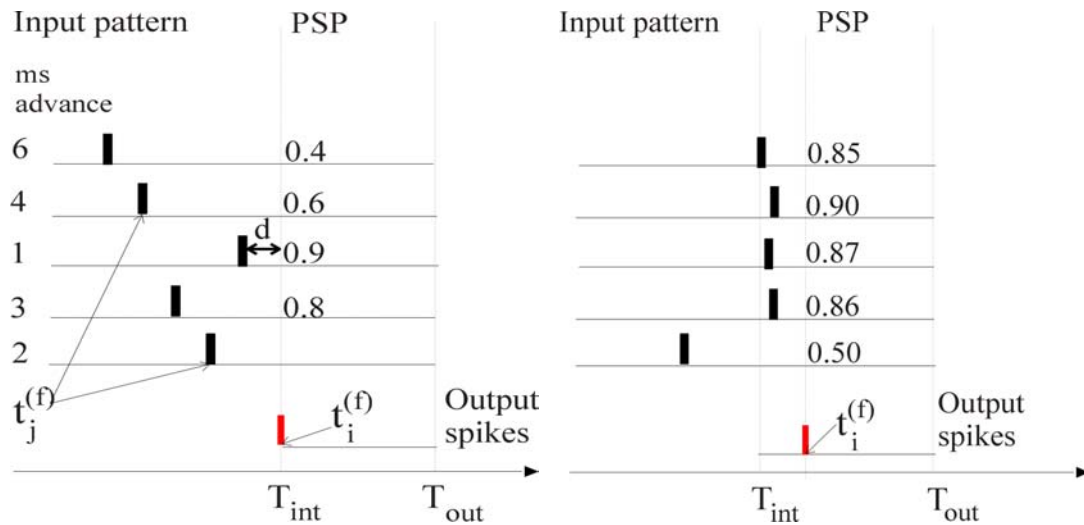 Input pattern PSP
ms
advance
6 0.4
4 0.6
d
1 0.9
3 0.8
2
t_j^(f)
t_i^(f)
Output
spikes
T_int T_out
Input pattern PSP
0.85
0.90
0.87
0.86
0.50
t_i^(f)
Output
spikes
T_int T_out